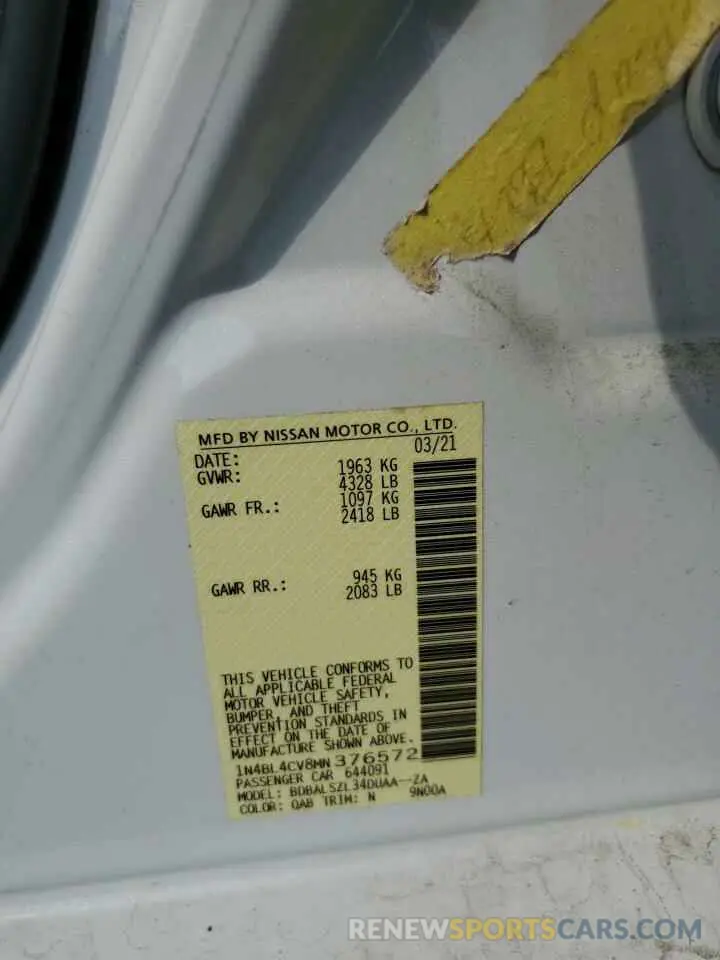 MFD BY NISSAN MOTOR CO., LTD.
DATE: 03/21
GVWR: 1963 KG
4328 LB
GAWR FR.: 1097 KG
2418 LB
GAWR RR.: 945 KG
2083 LB
THIS VEHICLE CONFORMS TO
ALL APPLICABLE FEDERAL
MOTOR VEHICLE SAFETY,
BUMPER, AND THEFT
PREVENTION STANDARDS IN
EFFECT ON THE DATE OF
MANUFACTURE SHOWN ABOVE.
1N4BL4CV8MN376572
PASSENGER CAR 644091
MODEL: BDBALSZL34DUAA--ZA
COLOR: QAB TRIM: N 9N00A
RENEWSPORTSCARS.COM